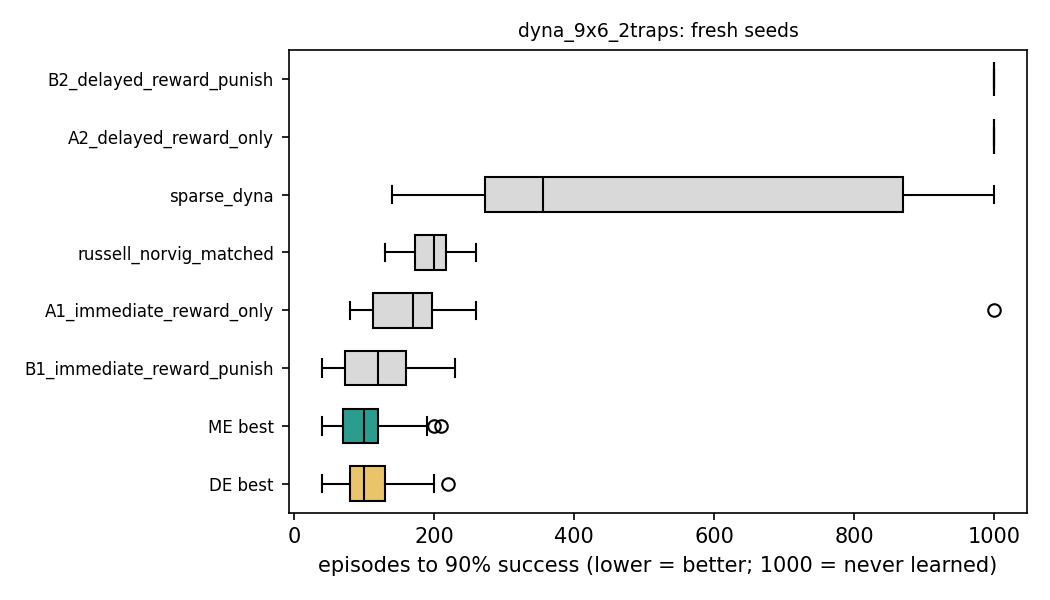 dyna_9x6_2traps: fresh seeds
B2_delayed_reward_punish
A2_delayed_reward_only
sparse_dyna
russell_norvig_matched
A1_immediate_reward_only
B1_immediate_reward_punish
ME best
DE best
0 200 400 600 800 1000
episodes to 90% success (lower = better; 1000 = never learned)